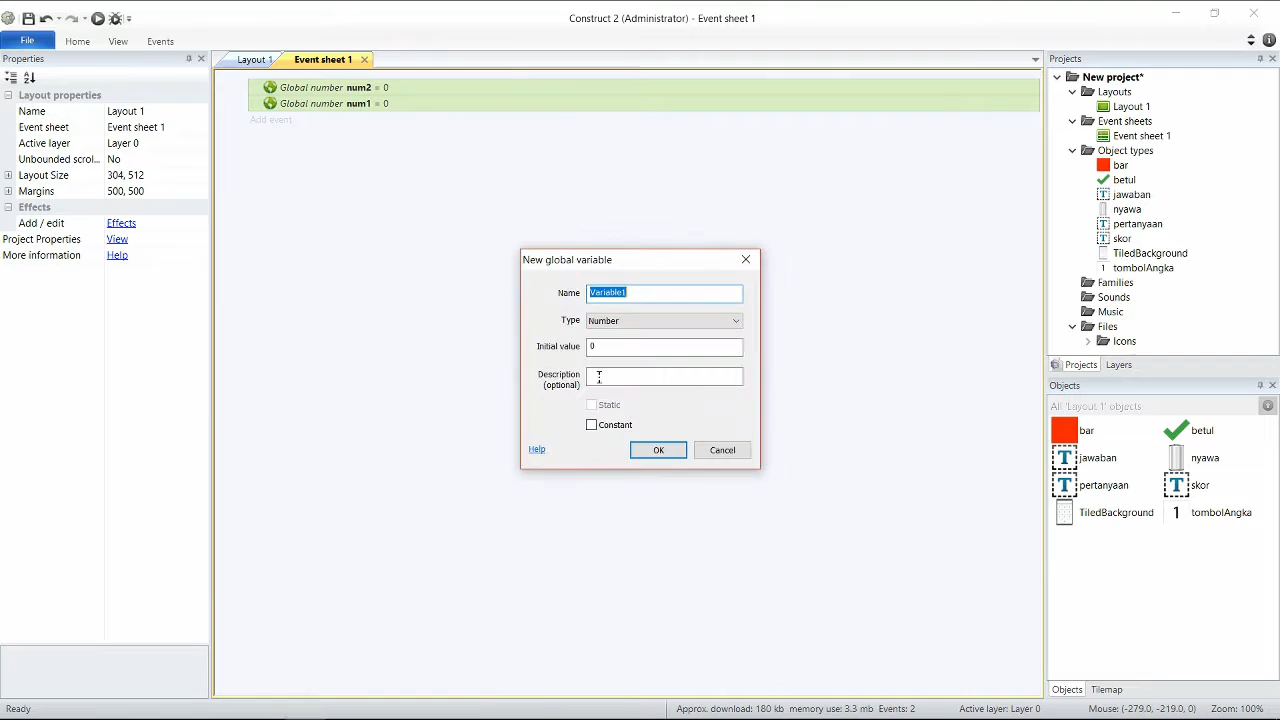 Construct 2 (Administrator) - Event sheet 1
File
Home
View
Events
Properties
Layout properties
Name
Layout 1
Event sheet
Event sheet 1
Active layer
Layer 0
Unbounded scrol...
No
Layout Size
304, 512
Margins
500, 500
Effects
Add / edit
Effects
Project Properties
View
More information
Help
Layout 1
Event sheet 1
Global number num2 = 0
Global number num1 = 0
Add event
New global variable
Name
Variable1
Type
Number
Initial value
0
Description
(optional)
Static
Constant
Help
OK
Cancel
Projects
New project*
Layouts
Layout 1
Event sheets
Event sheet 1
Object types
bar
betul
jawaban
nyawa
pertanyaan
skor
TiledBackground
1 tombolAngka
Families
Sounds
Music
Files
Icons
Projects
Layers
Objects
All 'Layout 1' objects
bar
betul
T jawaban
nyawa
T pertanyaan
T skor
TiledBackground
1 tombolAngka
Objects
Tilemap
Ready
Approx. download: 180 kb
memory use: 3.3 mb
Events: 2
Active layer: Layer 0
Mouse: (-279.0, -219.0, 0)
Zoom: 100%